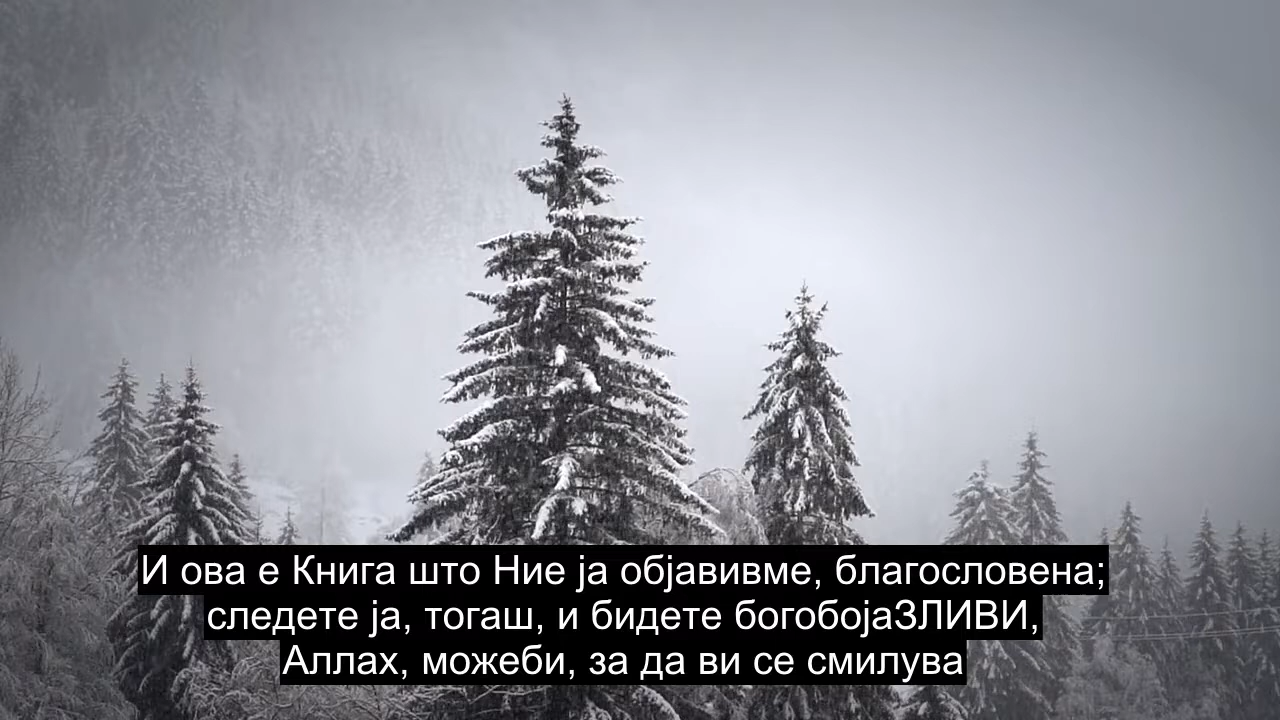 И ова е Книга што Ние ја објавивме, благословена;
следете ја, тогаш, и бидете богобојаЗЛИВИ,
Аллах, можеби, за да ви се смилува